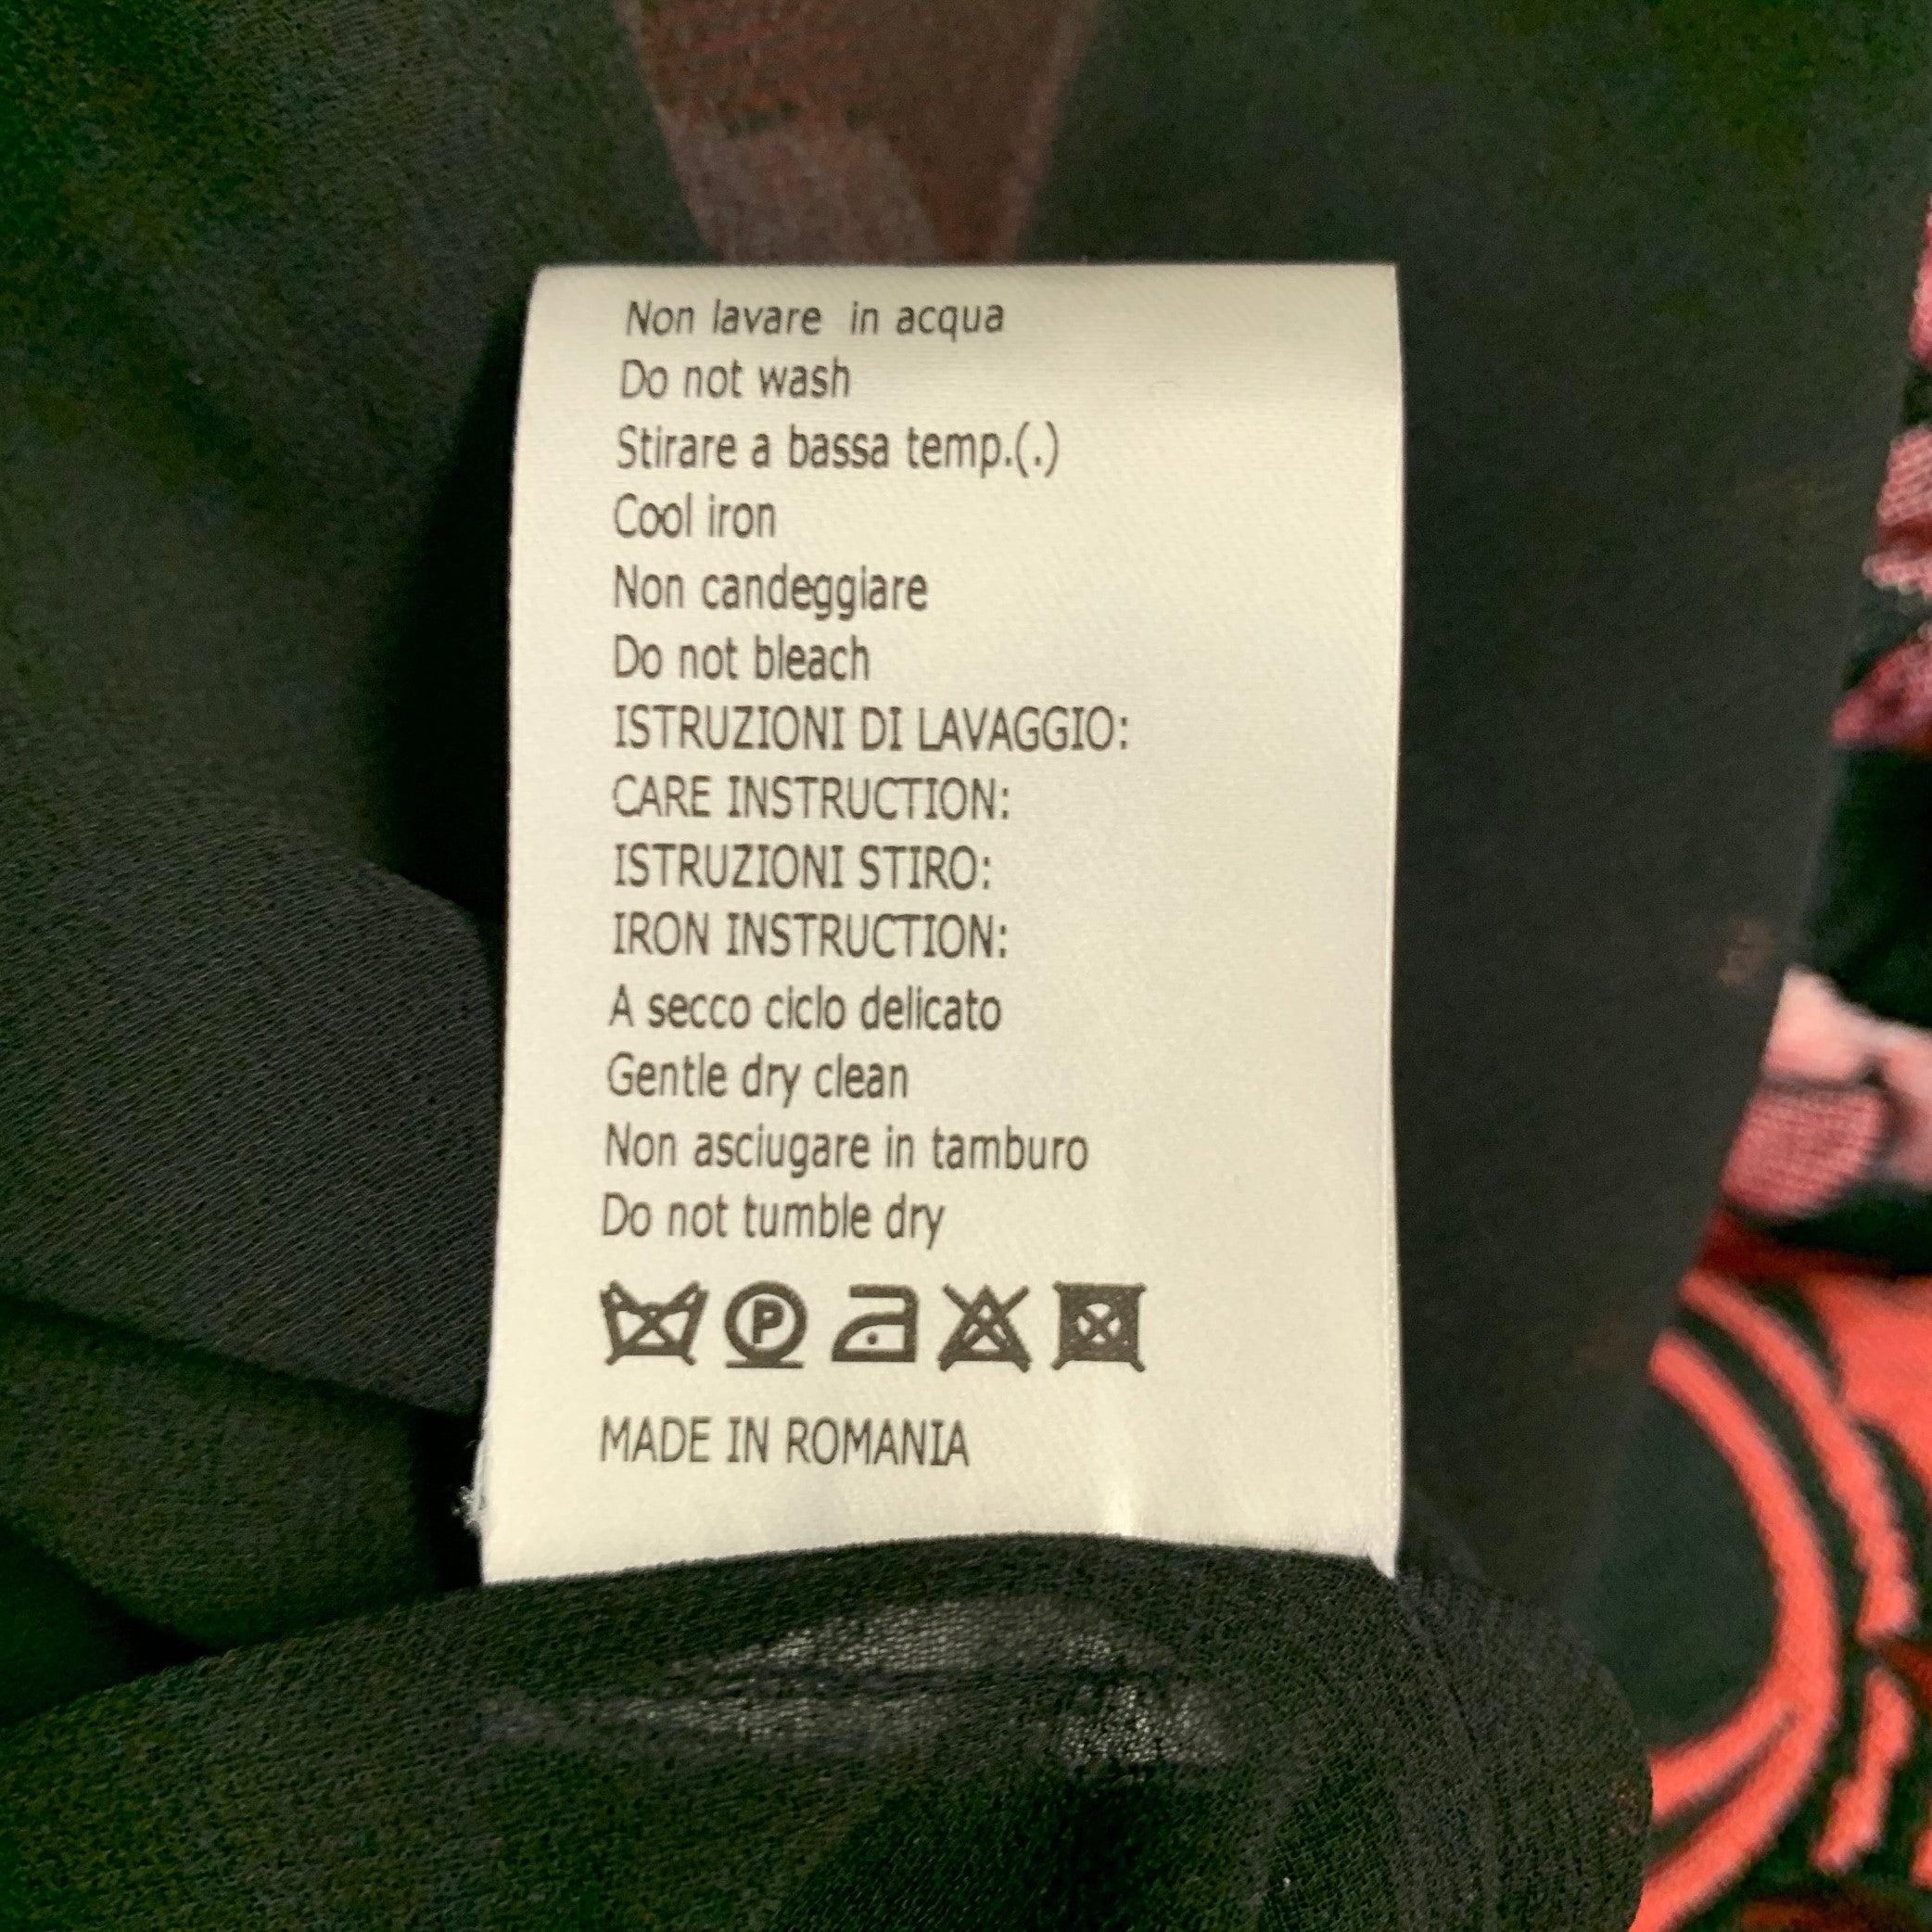 Non lavare in acqua
Do not wash
Stirare a bassa temp.(.)
Cool iron
Non candeggiare
Do not bleach
ISTRUZIONI DI LAVAGGIO:
CARE INSTRUCTION:
ISTRUZIONI STIRO:
IRON INSTRUCTION:
A secco ciclo delicato
Gentle dry clean
Non asciugare in tamburo
Do not tumble dry
P
MADE IN ROMANIA